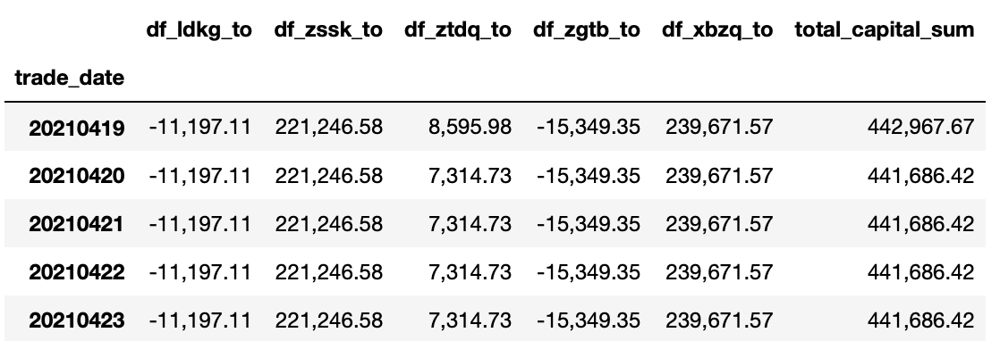 df_ldkg_to df_zssk_to df_ztdq_to df_zgtb_to df_xbzq_to total_capital_sum
trade_date
20210419 -11,197.11 221,246.58 8,595.98 -15,349.35 239,671.57 442,967.67
20210420 -11,197.11 221,246.58 7,314.73 -15,349.35 239,671.57 441,686.42
20210421 -11,197.11 221,246.58 7,314.73 -15,349.35 239,671.57 441,686.42
20210422 -11,197.11 221,246.58 7,314.73 -15,349.35 239,671.57 441,686.42
20210423 -11,197.11 221,246.58 7,314.73 -15,349.35 239,671.57 441,686.42